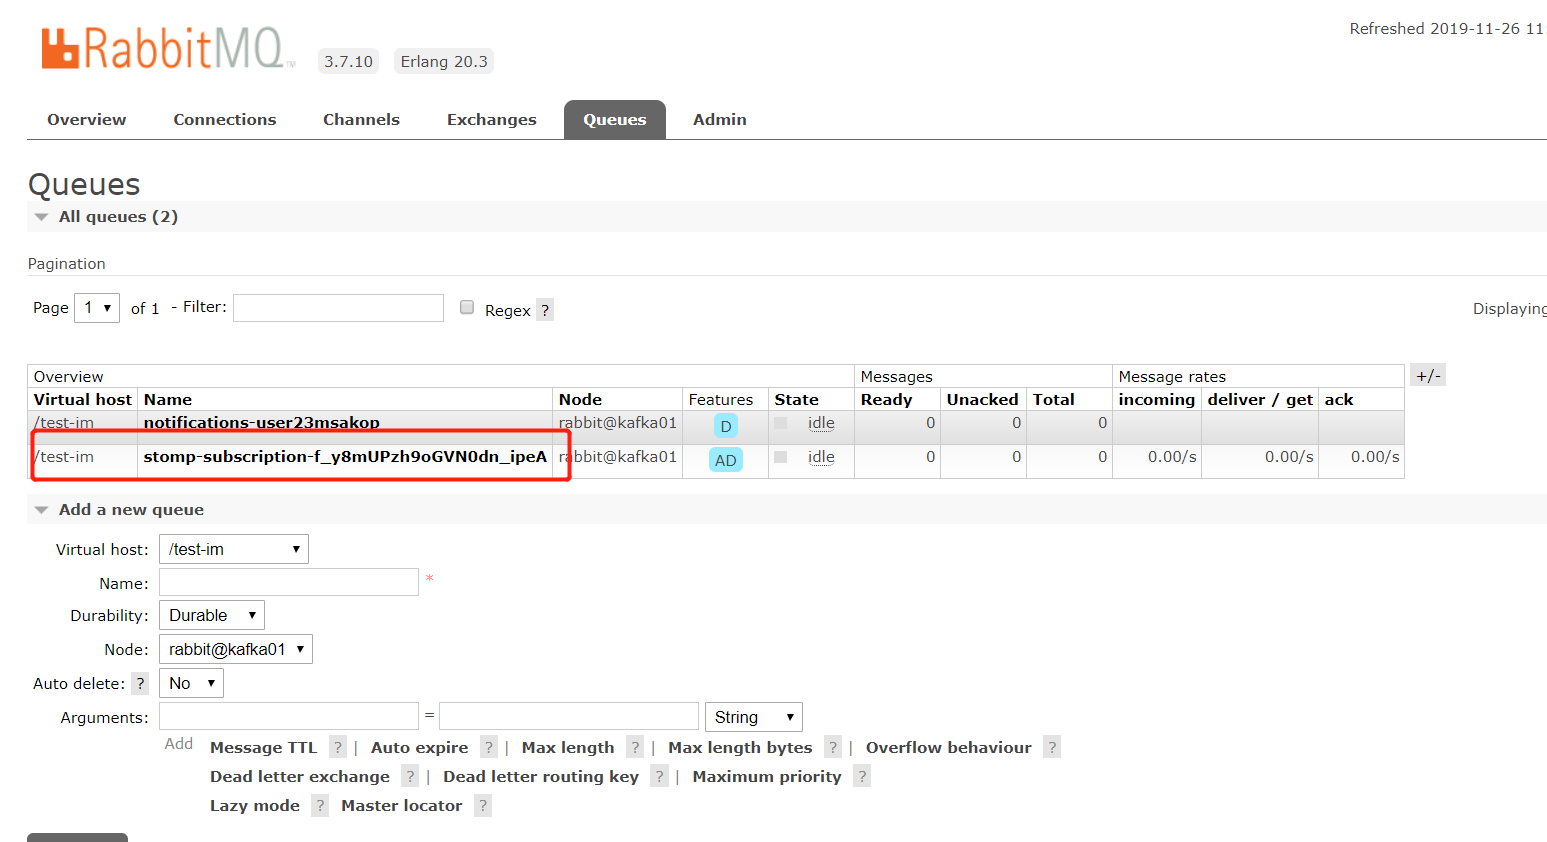 RabbitMQ TM 3.7.10 Erlang 20.3
Refreshed 2019-11-26 11:
Overview Connections Channels Exchanges Queues Admin
Queues
All queues (2)
Pagination
Page 1 of 1 - Filter: Regex ? Displaying
Overview Messages Message rates +/-
Virtual host Name Node Features State Ready Unacked Total incoming deliver / get ack
/test-im notifications-user23msakop rabbit@kafka01 D idle 0 0 0
/test-im stomp-subscription-f_y8mUPzh9oGVN0dn_ipeA rabbit@kafka01 AD idle 0 0 0 0.00/s 0.00/s 0.00/s
Add a new queue
Virtual host: /test-im
Name: *
Durability: Durable
Node: rabbit@kafka01
Auto delete: ? No
Arguments: = String
Add Message TTL ? | Auto expire ? | Max length ? | Max length bytes ? | Overflow behaviour ?
Dead letter exchange ? | Dead letter routing key ? | Maximum priority ?
Lazy mode ? Master locator ?